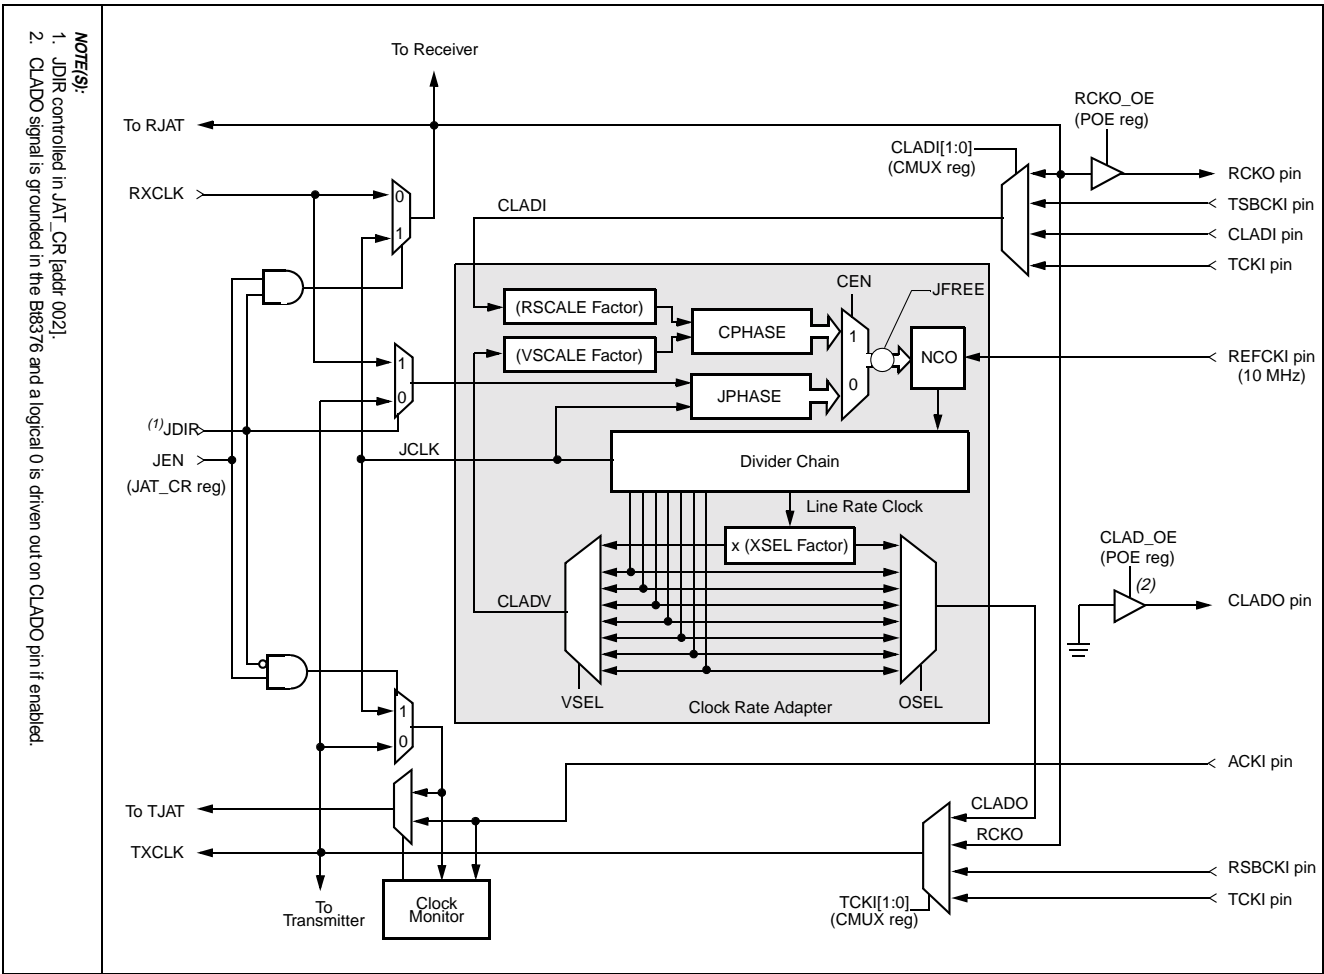 NOTE(S):
1. JDIR controlled in JAT_CR [addr 002].
2. CLADO signal is grounded in the Bt8376 and a logical 0 is driven out on CLADO pin if enabled.
To Receiver
RCKO_OE
(POE reg)
To RJAT
CLADI[1:0]
(CMUX reg)
RCKO pin
RXCLK
0
1
CLADI
TSBCKI pin
CLADI pin
TCKI pin
CEN
JFREE
(RSCALE Factor)
CPHASE
1
(VSCALE Factor)
NCO
REFCKI pin
(10 MHz)
1
0
JPHASE
0
(1)JDIR
JEN
(JAT_CR reg)
JCLK
Divider Chain
Line Rate Clock
x (XSEL Factor)
CLAD_OE
(POE reg)
(2)
CLADV
CLADO pin
VSEL
OSEL
Clock Rate Adapter
1
0
ACKI pin
To TJAT
CLADO
RCKO
TXCLK
RSBCKI pin
TCKI[1:0]
(CMUX reg)
TCKI pin
To
Transmitter
Clock
Monitor